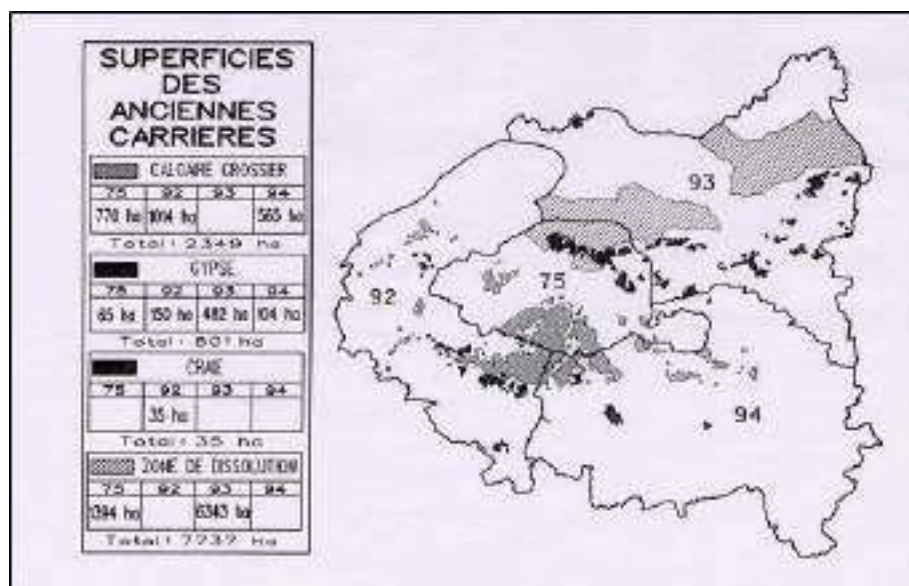 SUPERFICIES
DES
ANCIENNES
CARRIERES
CALCAIRE GROSSIER
75 92 93 94
770 ha 1014 ha 565 ha
Total: 2349 ha
GYPSE
75 92 93 94
65 ha 150 ha 482 ha 104 ha
Total: 801 ha
CRAIE
75 92 93 94
35 ha
Total: 35 ha
ZONE DE DISSOLUTION
75 92 93 94
1394 ha 6343 ha
Total: 7737 ha
93
75
92
94